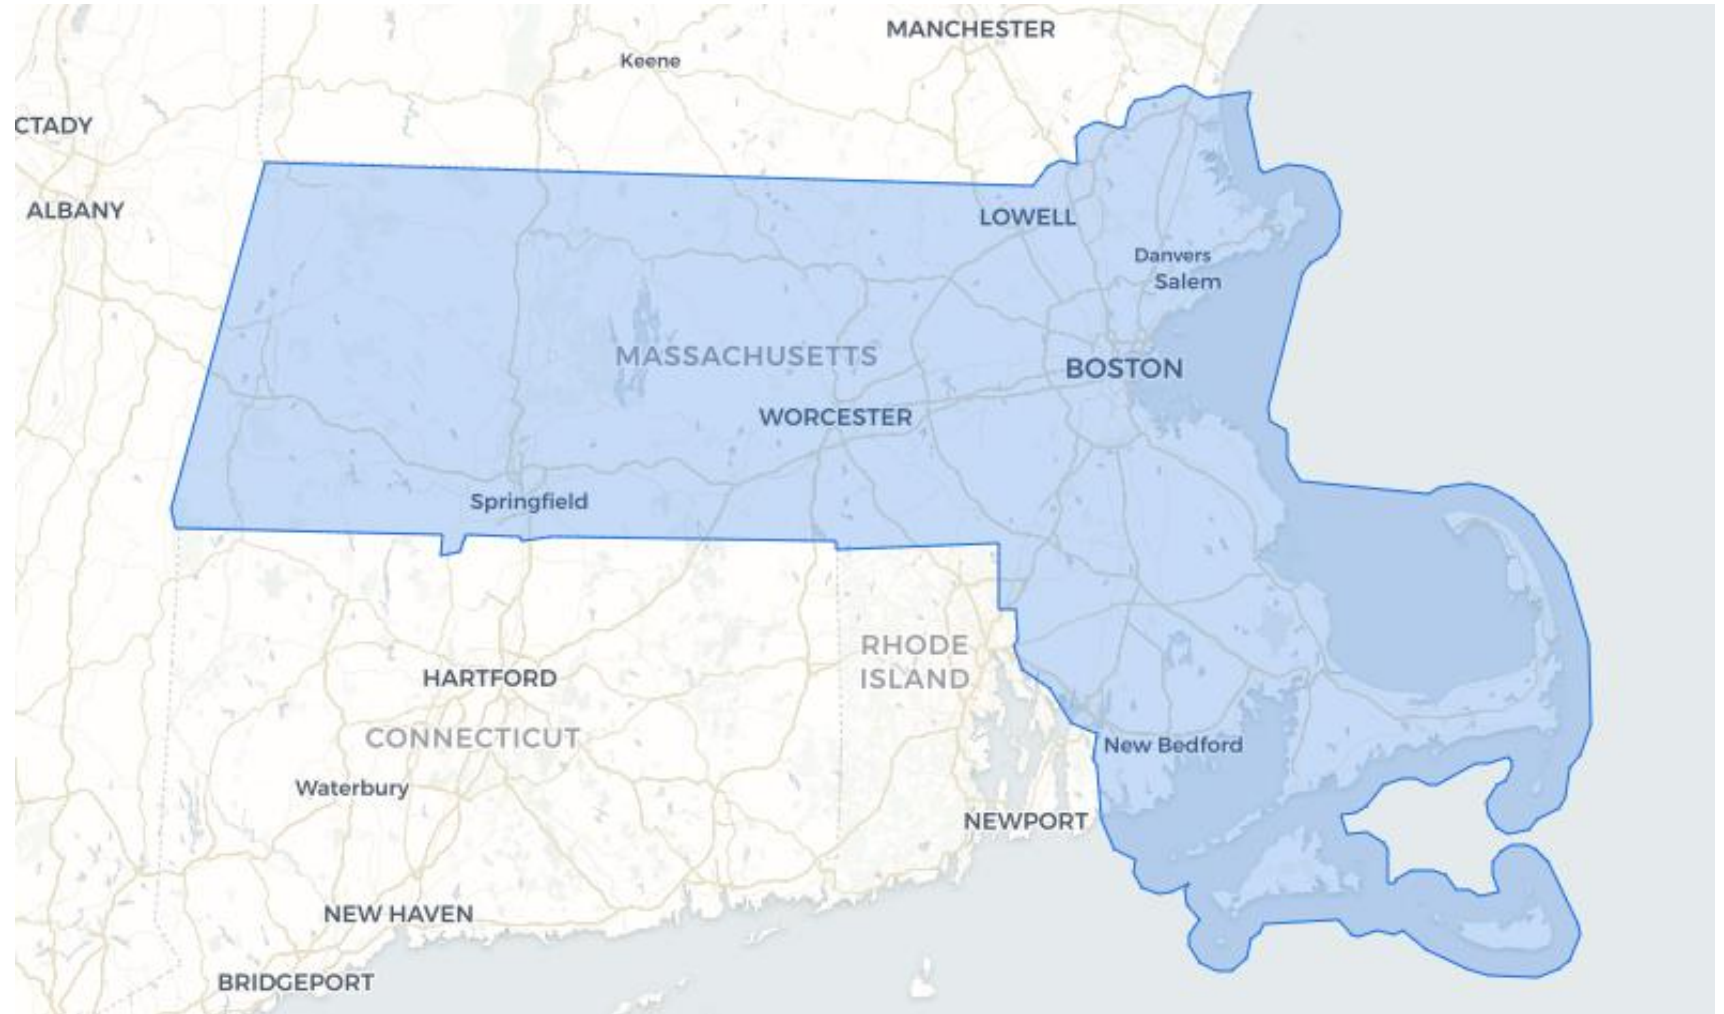 MANCHESTER
Keene
CTADY
ALBANY
LOWELL
Danvers
Salem
MASSACHUSETTS
BOSTON
WORCESTER
Springfield
RHODE
ISLAND
HARTFORD
CONNECTICUT
New Bedford
Waterbury
NEWPORT
NEW HAVEN
BRIDGEPORT